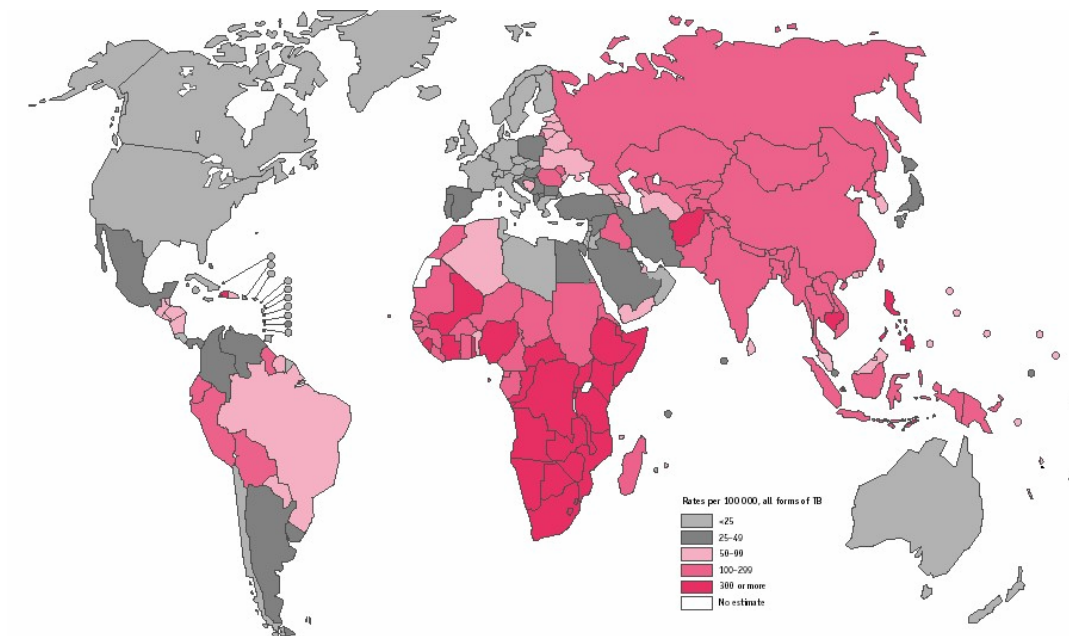 Rates per 100 000, all forms of TB
<25
25–49
50–99
100–299
300 or more
No estimate